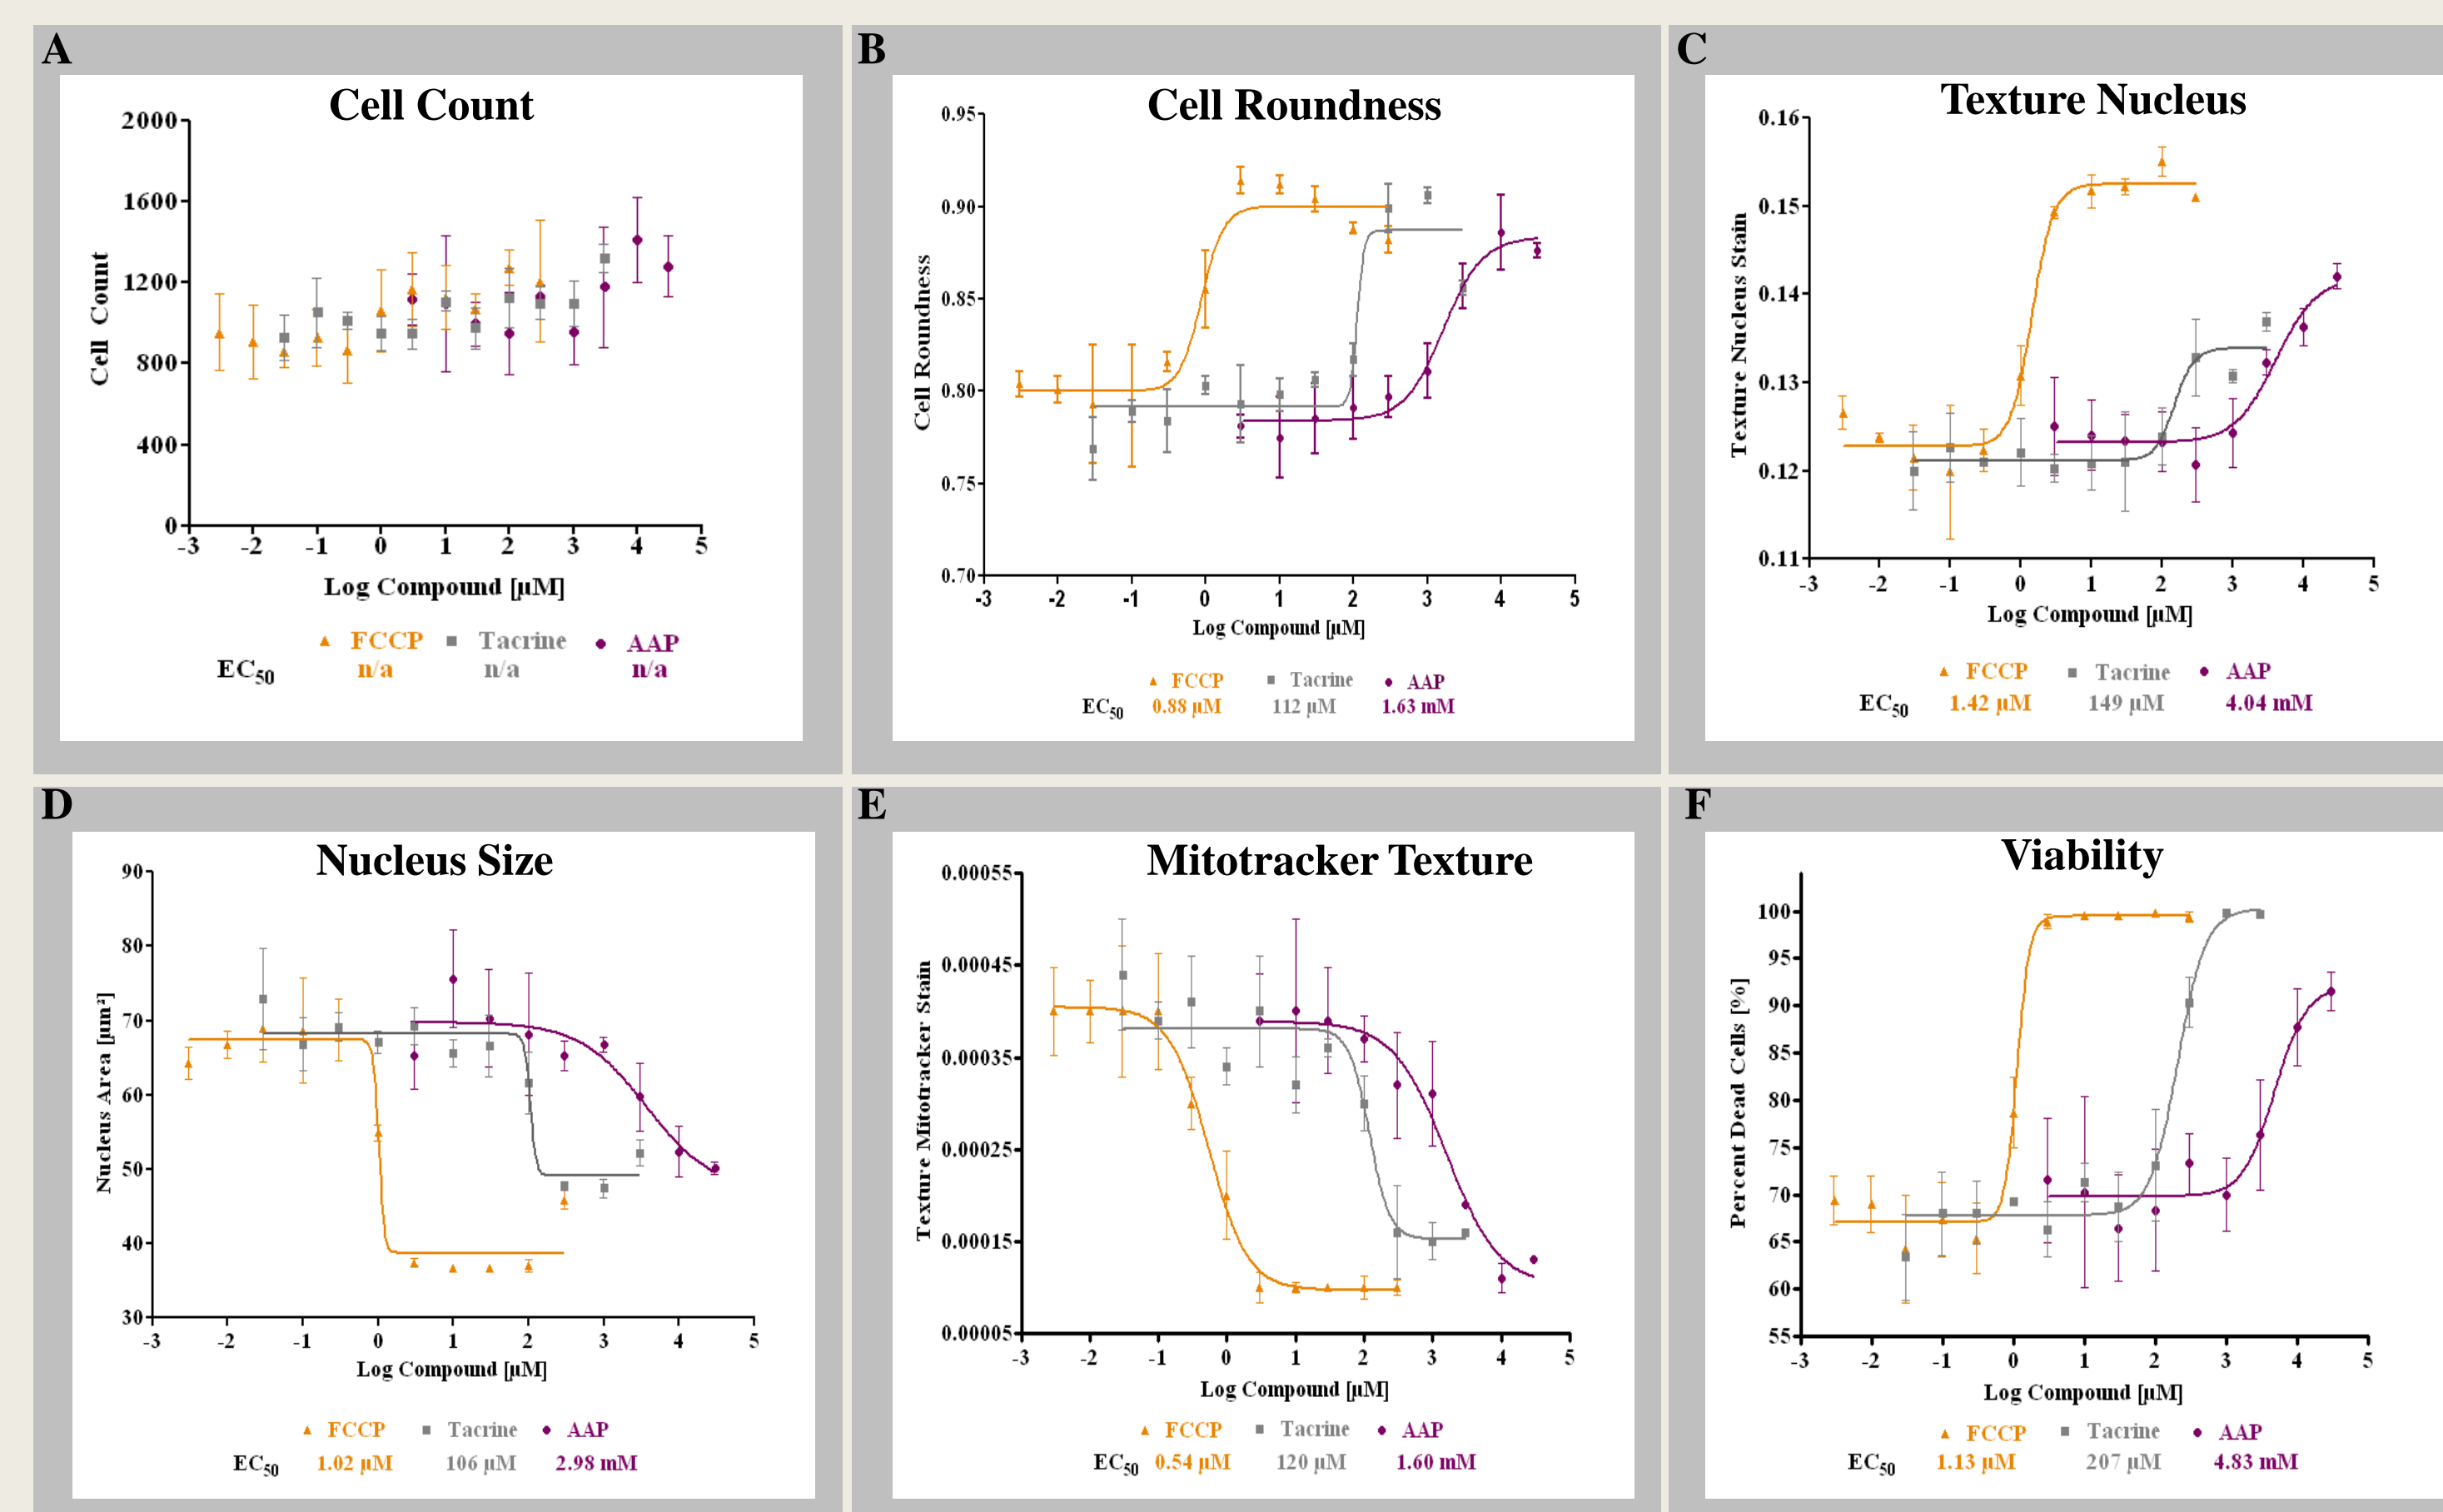 A
Cell Count
2000
1600
1200
800
400
0
Cell Count
-3 -2 -1 0 1 2 3 4 5
Log Compound [µM]
FCCP Tacrine AAP
EC50 n/a n/a n/a
B
Cell Roundness
0.95
0.90
0.85
0.80
0.75
0.70
Cell Roundness
-3 -2 -1 0 1 2 3 4 5
Log Compound [µM]
FCCP Tacrine AAP
EC50 0.88 µM 112 µM 1.63 mM
C
Texture Nucleus
0.16
0.15
0.14
0.13
0.12
0.11
Texture Nucleus Stain
-3 -2 -1 0 1 2 3 4 5
Log Compound [µM]
FCCP Tacrine AAP
EC50 1.42 µM 149 µM 4.04 mM
D
Nucleus Size
90
80
70
60
50
40
30
Nucleus Area [µm²]
-3 -2 -1 0 1 2 3 4 5
Log Compound [µM]
FCCP Tacrine AAP
EC50 1.02 µM 106 µM 2.98 mM
E
Mitotracker Texture
0.00055
0.00045
0.00035
0.00025
0.00015
0.00005
Texture Mitotracker Stain
-3 -2 -1 0 1 2 3 4 5
Log Compound [µM]
FCCP Tacrine AAP
EC50 0.54 µM 120 µM 1.60 mM
F
Viability
100
95
90
85
80
75
70
65
60
55
Percent Dead Cells [%]
-3 -2 -1 0 1 2 3 4 5
Log Compound [µM]
FCCP Tacrine AAP
EC50 1.13 µM 207 µM 4.83 mM